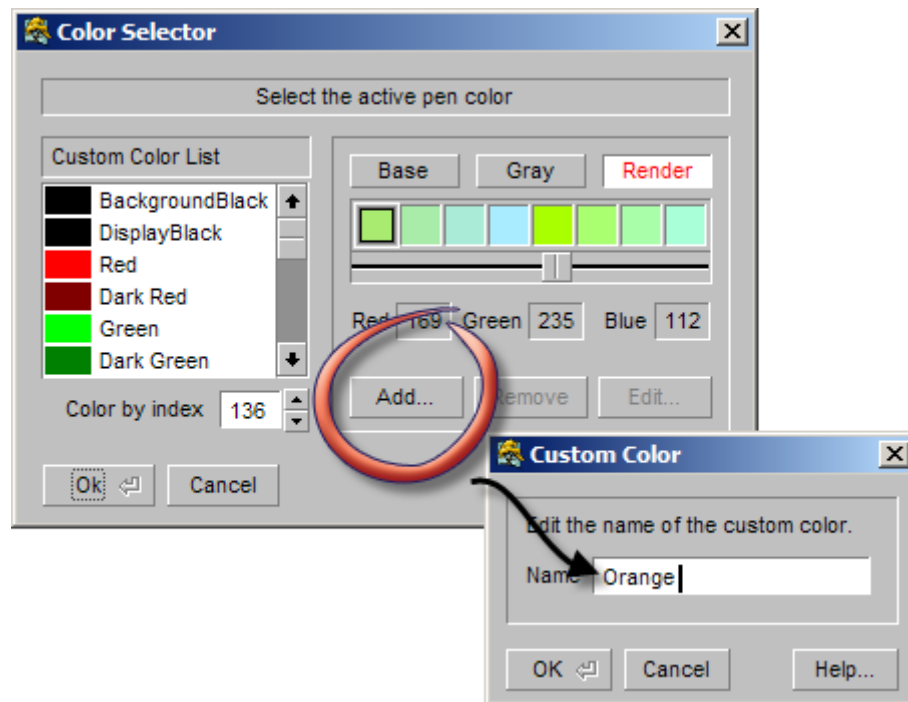 Color Selector
Select the active pen color
Custom Color List
BackgroundBlack
DisplayBlack
Red
Dark Red
Green
Dark Green
Color by index 136
Base Gray Render
Red 169 Green 235 Blue 112
Add... Remove Edit...
Ok Cancel
Custom Color
Edit the name of the custom color.
Name Orange
OK Cancel Help...